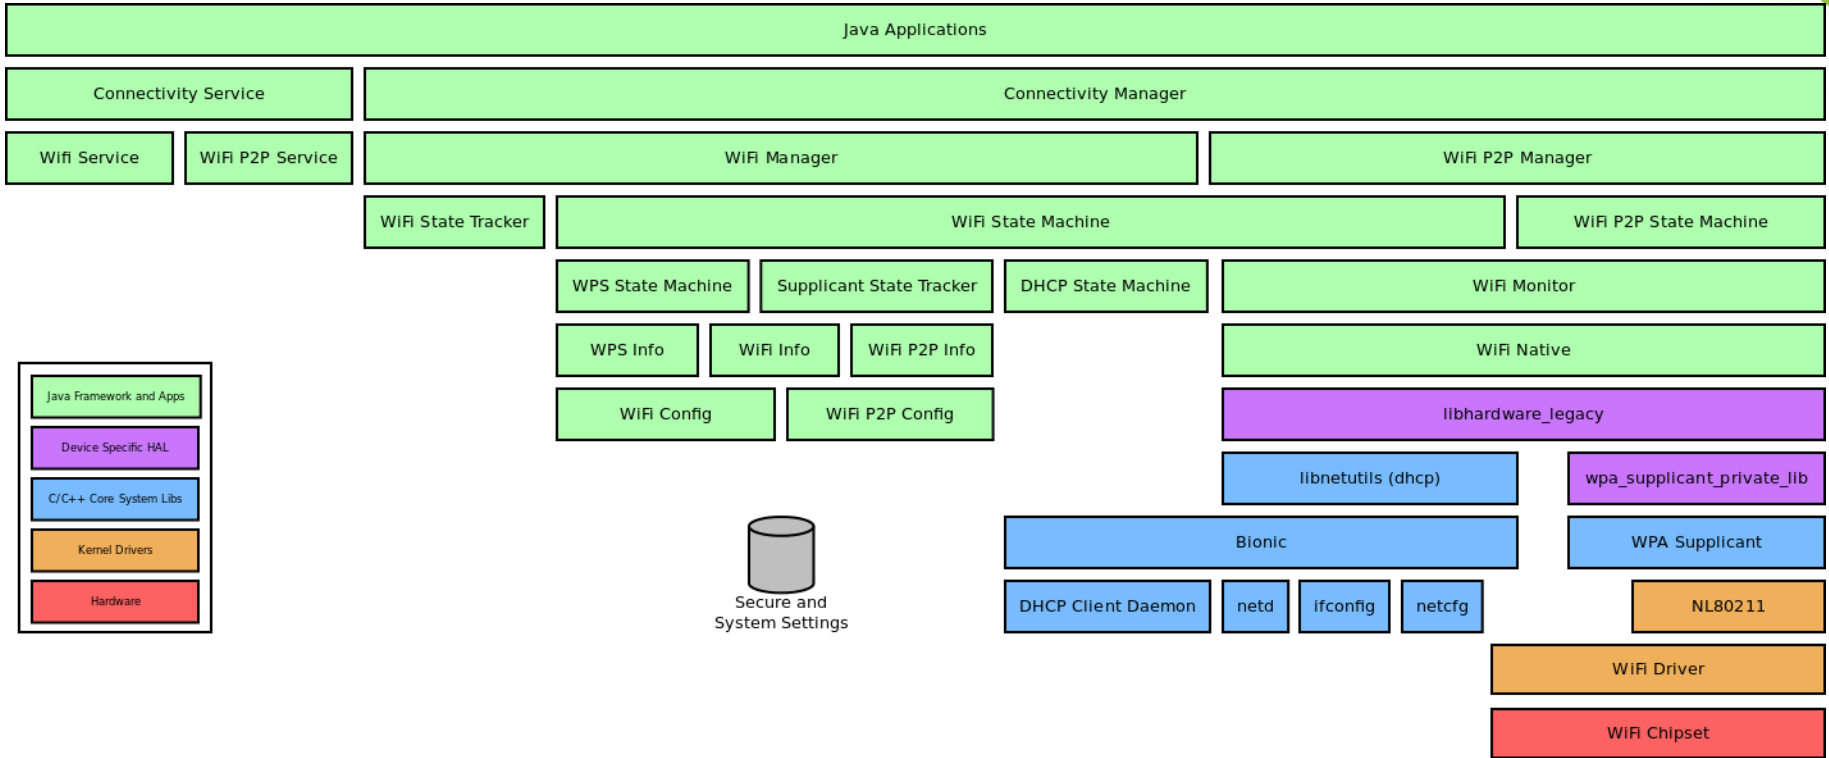 Java Applications
Connectivity Service
Connectivity Manager
Wifi Service
WiFi P2P Service
WiFi Manager
WiFi P2P Manager
WiFi State Tracker
WiFi State Machine
WiFi P2P State Machine
WPS State Machine
Supplicant State Tracker
DHCP State Machine
WiFi Monitor
WPS Info
WiFi Info
WiFi P2P Info
WiFi Native
WiFi Config
WiFi P2P Config
libhardware_legacy
libnetutils (dhcp)
wpa_supplicant_private_lib
Bionic
WPA Supplicant
DHCP Client Daemon
netd
ifconfig
netcfg
NL80211
WiFi Driver
WiFi Chipset
Secure and
System Settings
Java Framework and Apps
Device Specific HAL
C/C++ Core System Libs
Kernel Drivers
Hardware